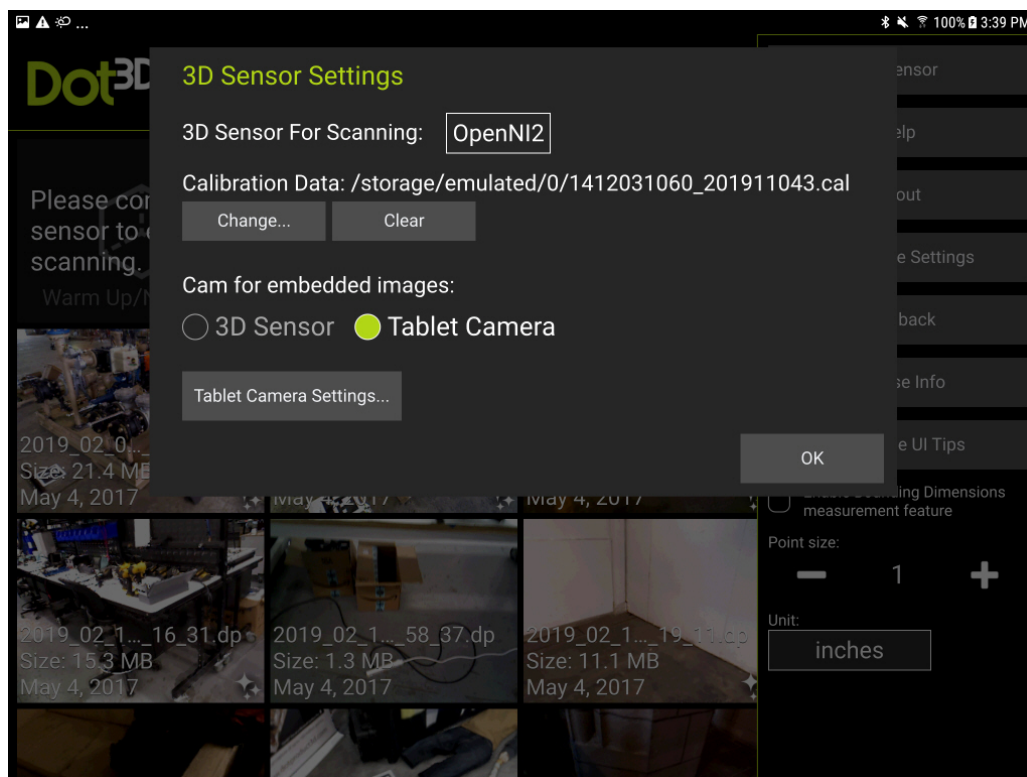 ... 100% 3:39 PM
Dot3D
3D Sensor Settings
3D Sensor For Scanning: OpenNI2
Calibration Data: /storage/emulated/0/1412031060_201911043.cal
Change... Clear
Cam for embedded images:
3D Sensor Tablet Camera
Tablet Camera Settings...
OK
Please con
sensor to
scanning.
Warm Up/
ensor
elp
out
e Settings
back
se Info
e UI Tips
Enable Bounding Dimensions
measurement feature
Point size:
1
Unit:
inches
2019_02_0..._
Size: 21.4 MB
May 4, 2017 May 4, 2017 May 4, 2017
2019_02_1..._16_31.dp 2019_02_1..._58_37.dp 2019_02_1..._19_11.dp
Size: 15.3 MB Size: 1.3 MB Size: 11.1 MB
May 4, 2017 May 4, 2017 May 4, 2017